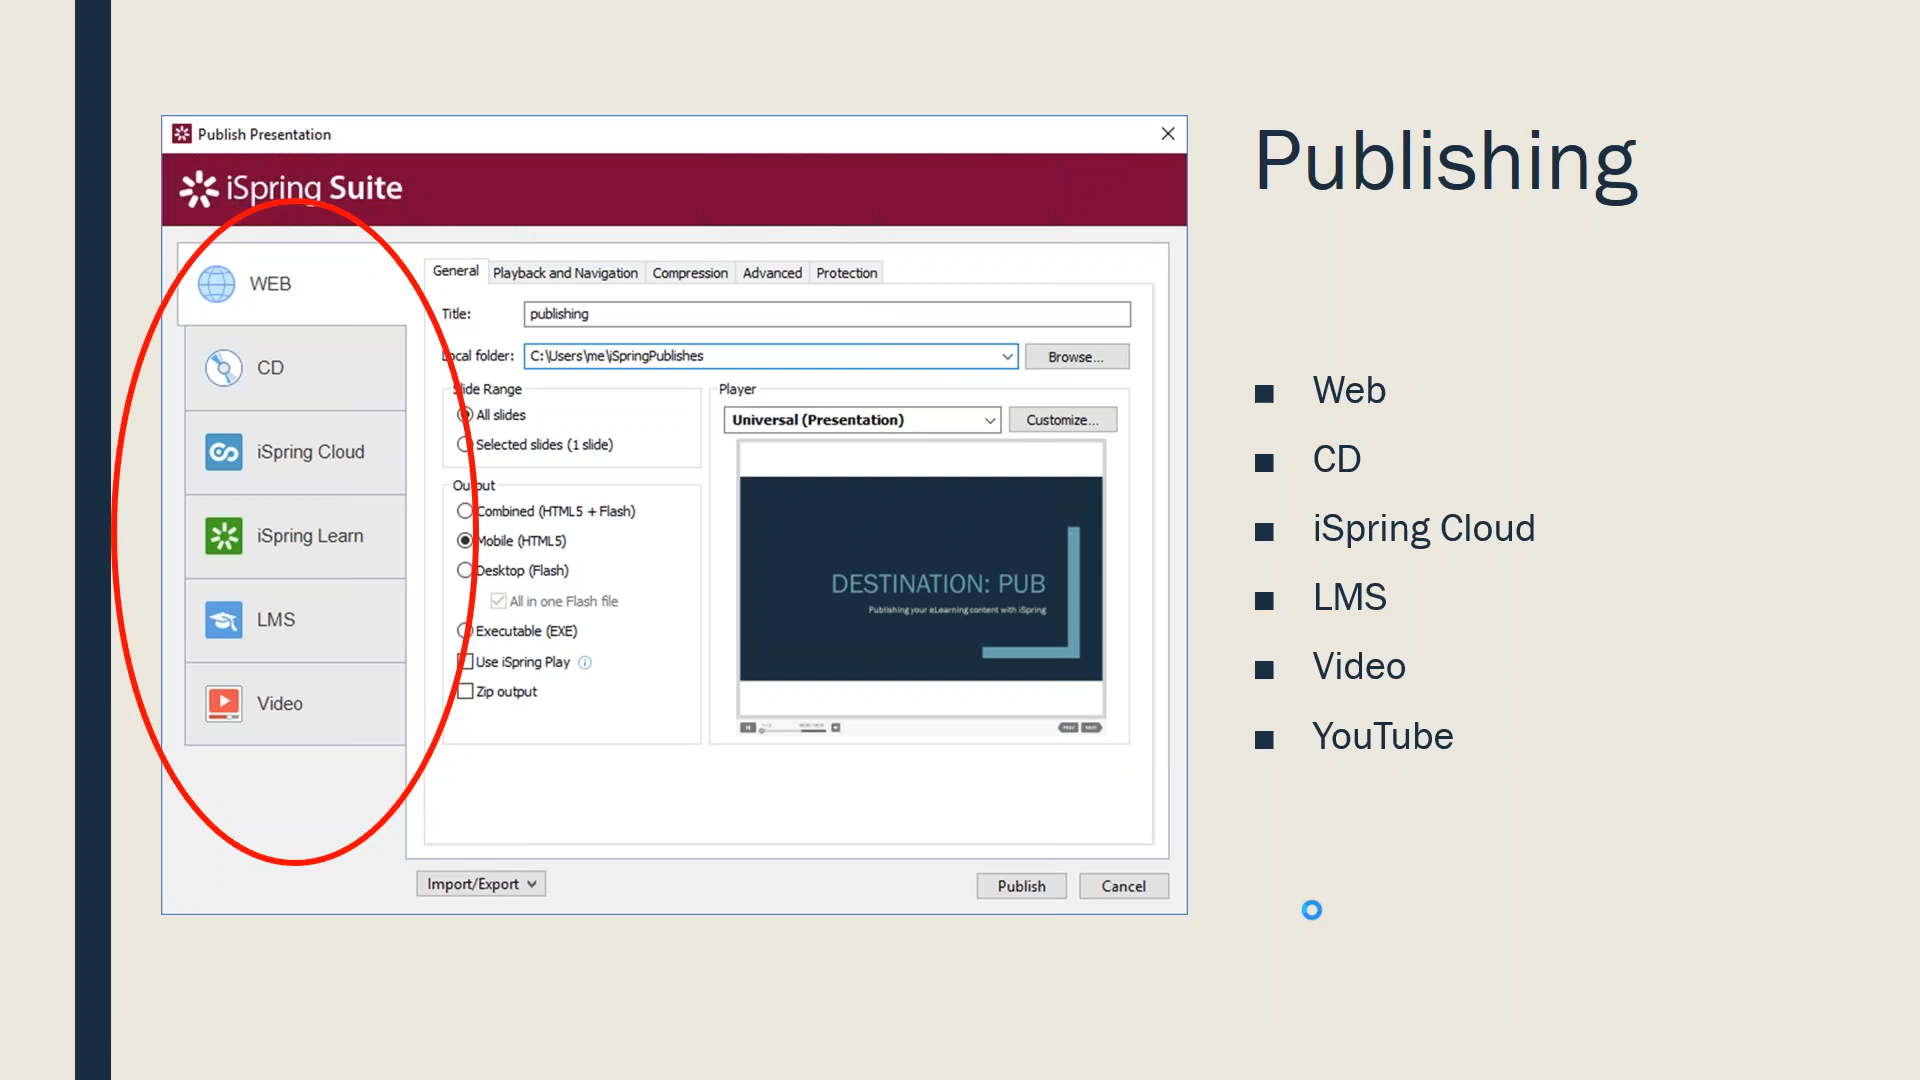 Publish Presentation
iSpring Suite
WEB
CD
iSpring Cloud
iSpring Learn
LMS
Video
General
Playback and Navigation
Compression
Advanced
Protection
Title:
publishing
Local folder:
C:\Users\me\iSpringPublishes
Browse...
Slide Range
All slides
Selected slides (1 slide)
Output
Combined (HTML5 + Flash)
Mobile (HTML5)
Desktop (Flash)
All in one Flash file
Executable (EXE)
Use iSpring Play
Zip output
Player
Universal (Presentation)
Customize...
DESTINATION: PUB
Publishing your eLearning content with iSpring
Import/Export
Publish
Cancel
Publishing
Web
CD
iSpring Cloud
LMS
Video
YouTube